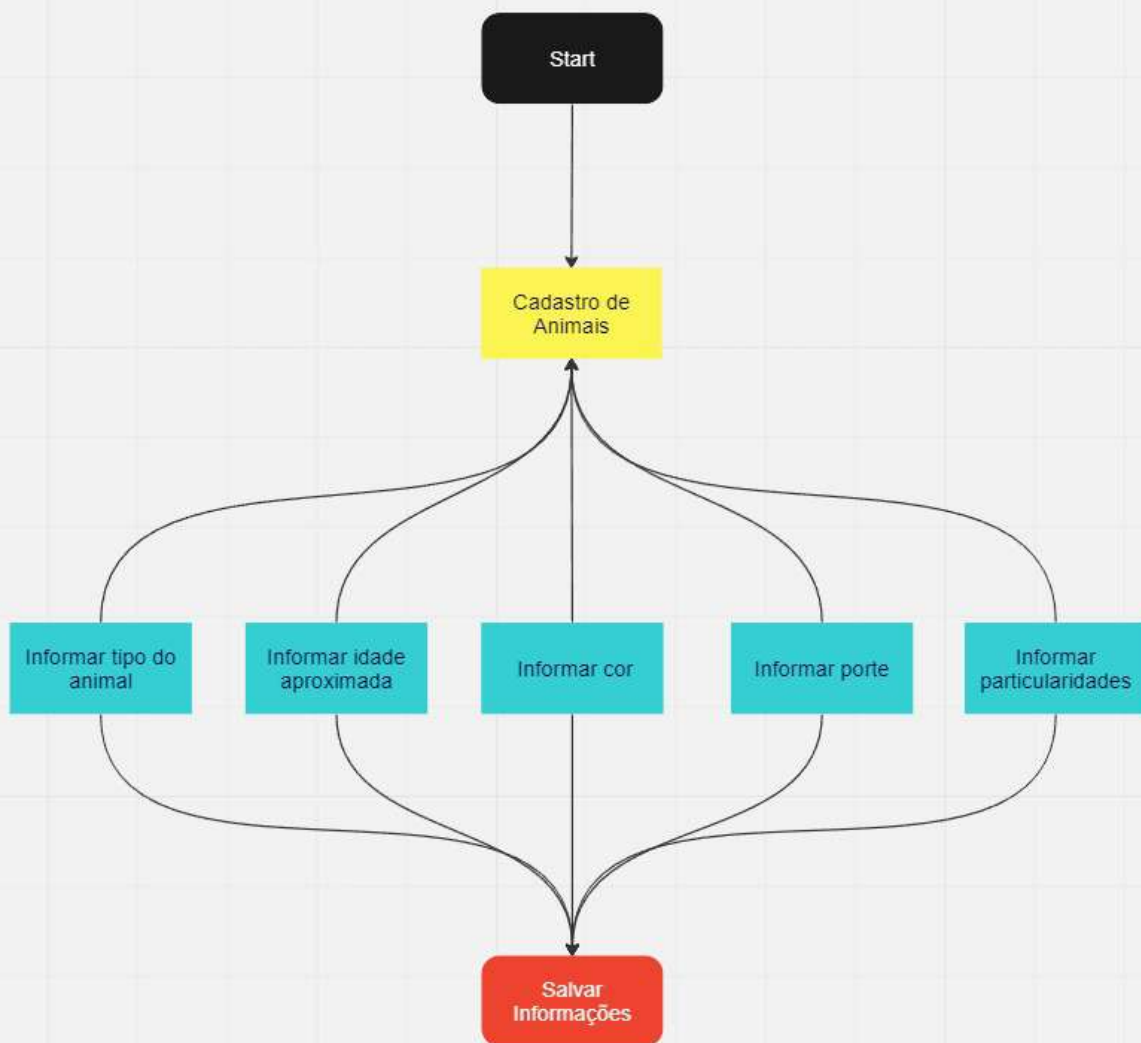 Start
Cadastro de
Animais
Informar tipo do
animal
Informar idade
aproximada
Informar cor
Informar porte
Informar
particularidades
Salvar
Informações